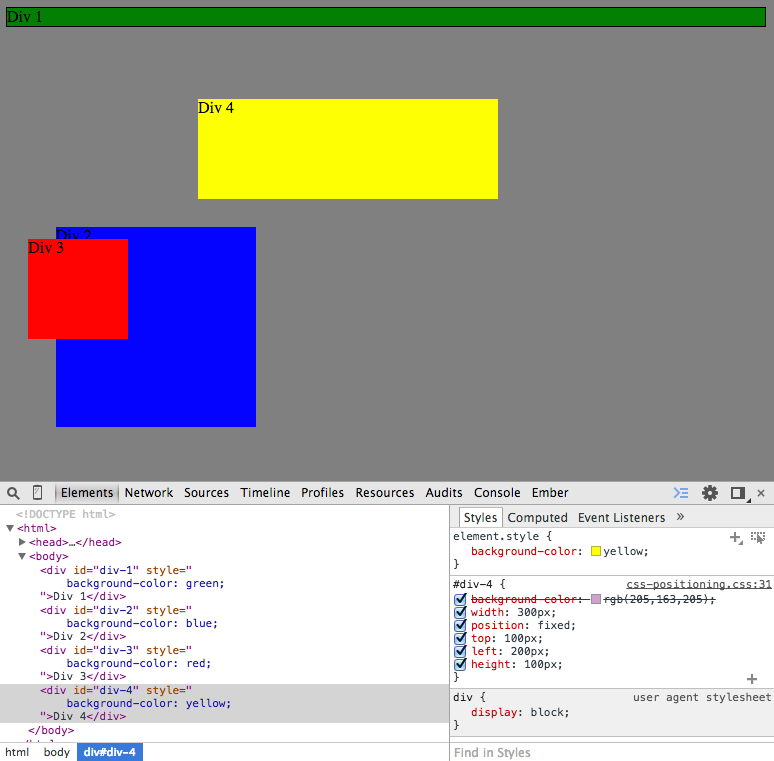 Div 1
Div 4
Div 2
Div 3
Elements Network Sources Timeline Profiles Resources Audits Console Ember ×
<!DOCTYPE html>
▼<html>
▶<head>…</head>
▼<body>
<div id="div-1" style="
background-color: green;
">Div 1</div>
<div id="div-2" style="
background-color: blue;
">Div 2</div>
<div id="div-3" style="
background-color: red;
">Div 3</div>
<div id="div-4" style="
background-color: yellow;
">Div 4</div>
</body>
</html>
html body div#div-4
Styles Computed Event Listeners »
element.style {
background-color: yellow;
}
#div-4 { css-positioning.css:31
background-color: rgb(205,163,205);
width: 300px;
position: fixed;
top: 100px;
left: 200px;
height: 100px;
}
div { user agent stylesheet
display: block;
}
Find in Styles